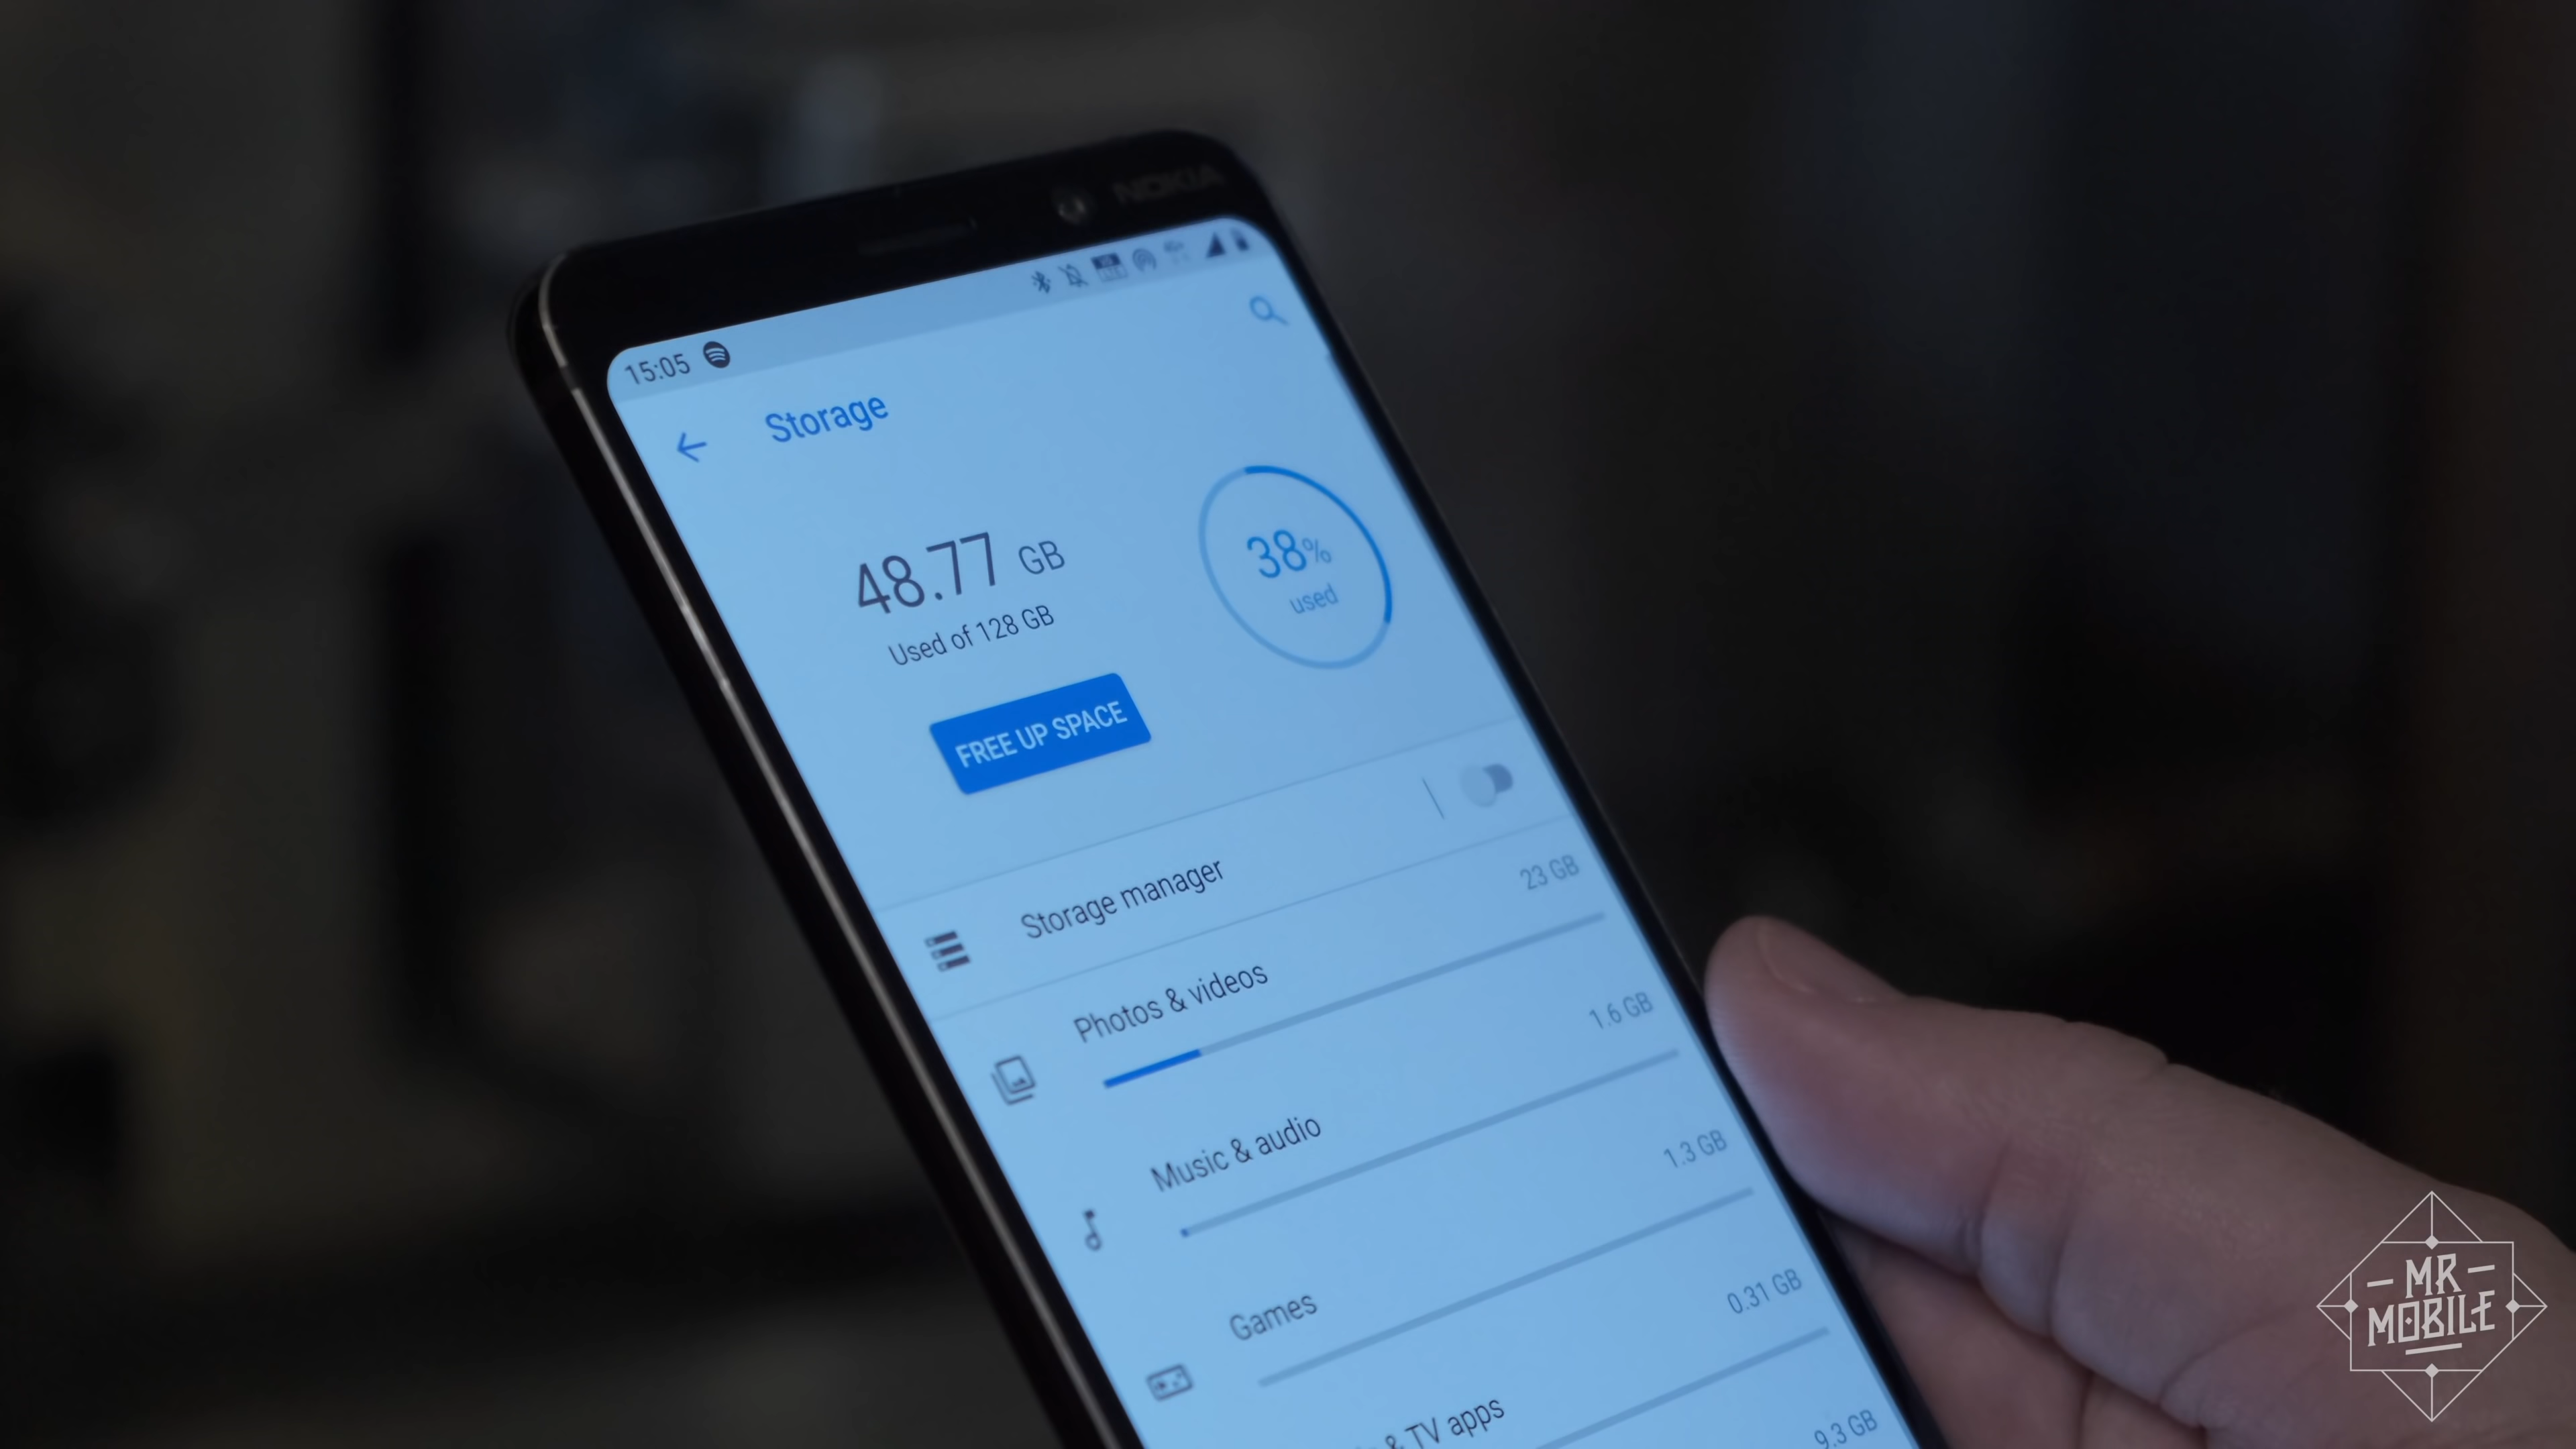 NOKIA
15:05
Storage
48.77 GB
Used of 128 GB
38%
used
FREE UP SPACE
Storage manager
Photos & videos
23 GB
Music & audio
1.6 GB
Games
1.3 GB
& TV apps
0.31 GB
9.3 GB
MR
MOBILE